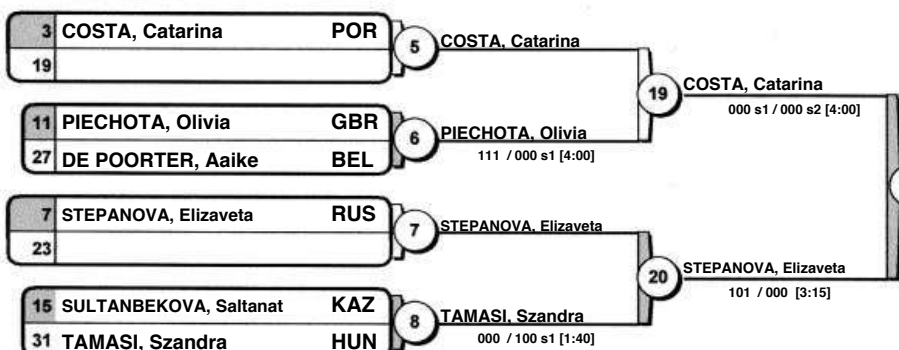 3 COSTA, Catarina POR
19
5
COSTA, Catarina
11 PIECHOTA, Olivia GBR
27 DE POORTER, Aaike BEL
6
PIECHOTA, Olivia
111 / 000 s1 [4:00]
19
COSTA, Catarina
000 s1 / 000 s2 [4:00]
7 STEPANOVA, Elizaveta RUS
23
7
STEPANOVA, Elizaveta
15 SULTANBEKOVA, Saltanat KAZ
31 TAMASI, Szandra HUN
8
TAMASI, Szandra
000 / 100 s1 [1:40]
20
STEPANOVA, Elizaveta
101 / 000 [3:15]